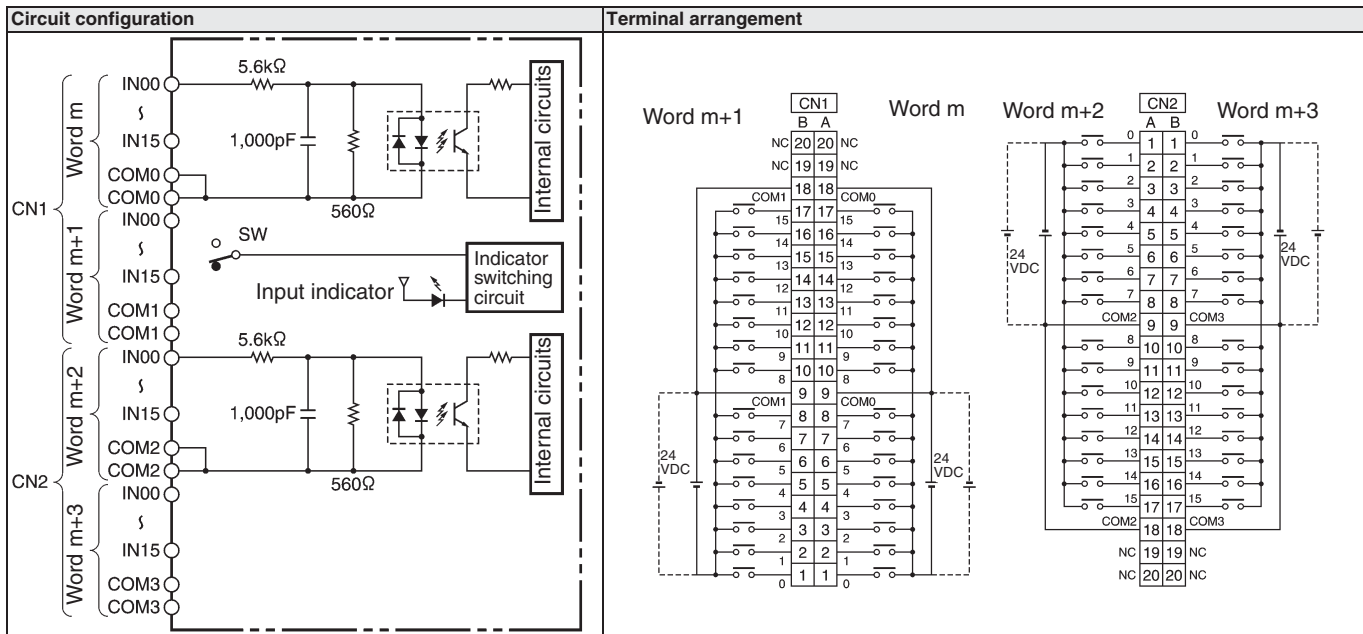 Circuit configuration
Terminal arrangement
CN1
Word m
IN00
IN15
COM0
COM0
5.6kΩ
1,000pF
560Ω
Internal circuits
Word m+1
IN00
IN15
COM1
COM1
SW
Input indicator
Indicator
switching
circuit
CN2
Word m+2
IN00
IN15
COM2
COM2
5.6kΩ
1,000pF
560Ω
Internal circuits
Word m+3
IN00
IN15
COM3
COM3
Word m+1 CN1 Word m
B A
NC 20 20 NC
NC 19 19 NC
18 18
COM1 COM0
17 17
15 15
16 16
14 14
15 15
13 13
14 14
12 12
13 13
11 11
12 12
10 10
11 11
9 9
10 10
8 8
9 9
COM1 COM0
8 8
7 7
7 7
6 6
6 6
5 5
5 5
4 4
4 4
3 3
3 3
2 2
2 2
1 1
1 1
0 0
24
VDC
24
VDC
Word m+2 CN2 Word m+3
A B
0 1 1 0
1 2 2 1
2 3 3 2
3 4 4 3
4 5 5 4
5 6 6 5
6 7 7 6
7 8 8 7
COM2 9 9 COM3
8 10 10 8
9 11 11 9
10 12 12 10
11 13 13 11
12 14 14 12
13 15 15 13
14 16 16 14
15 17 17 15
COM2 18 18 COM3
NC 19 19 NC
NC 20 20 NC
24
VDC
24
VDC